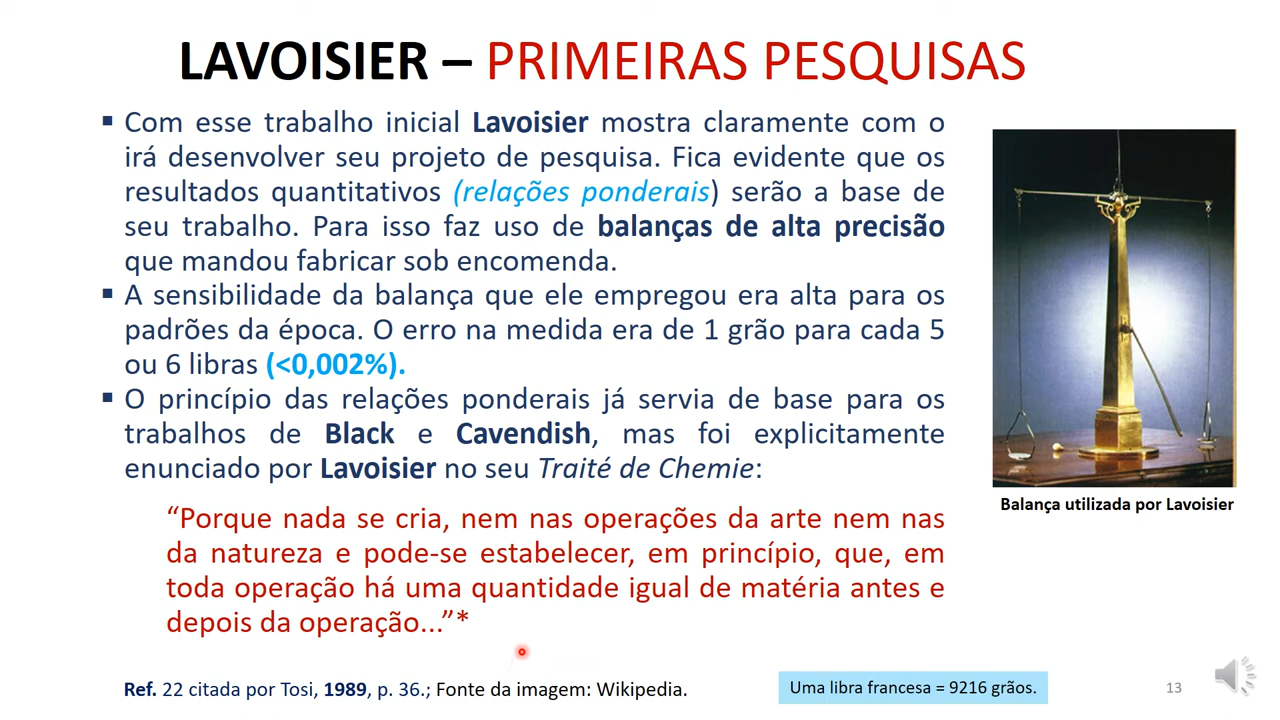 LAVOISIER – PRIMEIRAS PESQUISAS
▪ Com esse trabalho inicial Lavoisier mostra claramente com o
irá desenvolver seu projeto de pesquisa. Fica evidente que os
resultados quantitativos (relações ponderais) serão a base de
seu trabalho. Para isso faz uso de balanças de alta precisão
que mandou fabricar sob encomenda.
▪ A sensibilidade da balança que ele empregou era alta para os
padrões da época. O erro na medida era de 1 grão para cada 5
ou 6 libras (<0,002%).
▪ O princípio das relações ponderais já servia de base para os
trabalhos de Black e Cavendish, mas foi explicitamente
enunciado por Lavoisier no seu Traité de Chemie:
“Porque nada se cria, nem nas operações da arte nem nas
da natureza e pode-se estabelecer, em princípio, que, em
toda operação há uma quantidade igual de matéria antes e
depois da operação...”*
Balança utilizada por Lavoisier
Ref. 22 citada por Tosi, 1989, p. 36.; Fonte da imagem: Wikipedia.
Uma libra francesa = 9216 grãos.
13